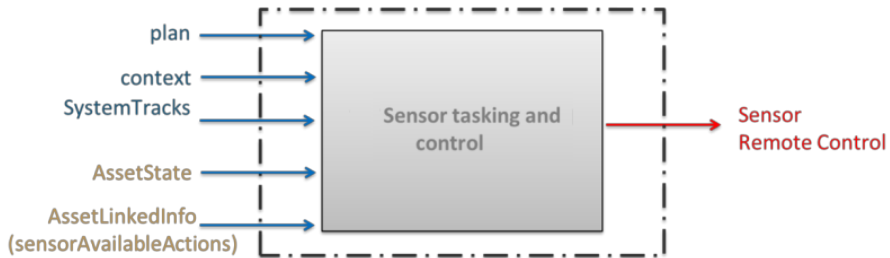 plan
context
SystemTracks
AssetState
AssetLinkedInfo
(sensorAvailableActions)
Sensor tasking and
control
Sensor
Remote Control